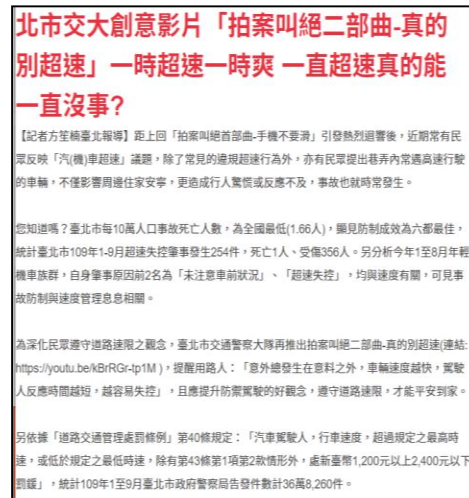 北市交大創意影片「拍案叫絕二部曲-真的
別超速」一時超速一時爽 一直超速真的能
一直沒事?
【記者方笙楠臺北報導】距上回「拍案叫絕首部曲-手機不要滑」引發熱烈迴響後，近期常有民
眾反映「汽(機)車超速」議題，除了常見的違規超速行為外，亦有民眾提出巷弄內常遇高速行駛
的車輛，不僅影響周邊住家安寧，更造成行人驚慌或反應不及，事故也就時常發生。
您知道嗎？臺北市每10萬人口事故死亡人數，為全國最低(1.66人)，顯見防制成效為六都最佳，
統計臺北市109年1-9月超速失控肇事發生254件，死亡1人、受傷356人。另分析今年1至8月年輕
機車族群，自身肇事原因前2名為「未注意車前狀況」、「超速失控」，均與速度有關，可見事
故防制與速度管理息息相關。
為深化民眾遵守道路速限之觀念，臺北市交通警察大隊再推出拍案叫絕二部曲-真的別超速(連結:
https://youtu.be/kBrRGr-tp1M )，提醒用路人：「意外總發生在意料之外，車輛速度越快，駕駛
人反應時間越短，越容易失控」，且應提升防禦駕駛的好觀念，遵守道路速限，才能平安到家。
另依據「道路交通管理處罰條例」第40條規定：「汽車駕駛人，行車速度，超過規定之最高時
速，或低於規定之最低時速，除有第43條第1項第2款情形外，處新臺幣1,200元以上2,400元以下
罰鍰」，統計109年1至9月臺北市政府警察局告發件數計36萬8,260件。